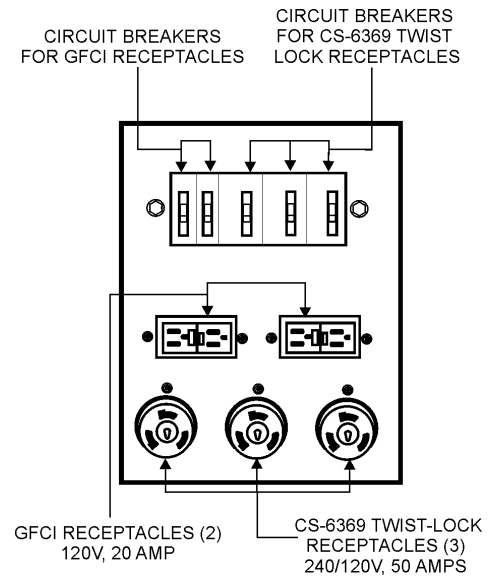 CIRCUIT BREAKERS
FOR GFCI RECEPTACLES
CIRCUIT BREAKERS
FOR CS-6369 TWIST
LOCK RECEPTACLES
GFCI RECEPTACLES (2)
120V, 20 AMP
CS-6369 TWIST-LOCK
RECEPTACLES (3)
240/120V, 50 AMPS